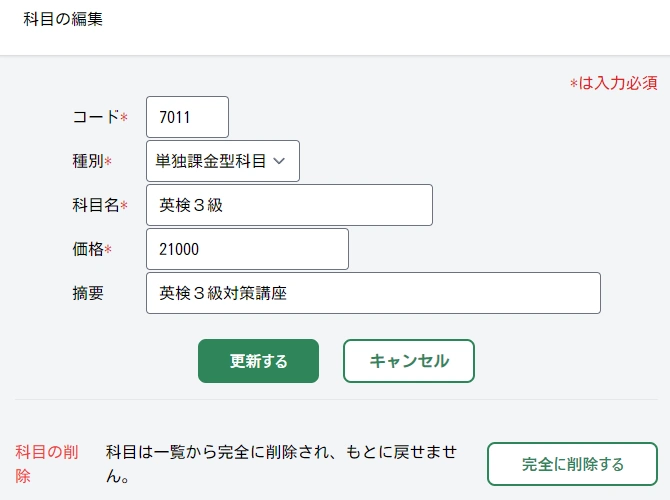 科目の編集
*は入力必須
コード* 7011
種別* 単独課金型科目
科目名* 英検３級
価格* 21000
摘要 英検３級対策講座
更新する キャンセル
科目の削
除
科目は一覧から完全に削除され、もとに戻せませ
ん。
完全に削除する